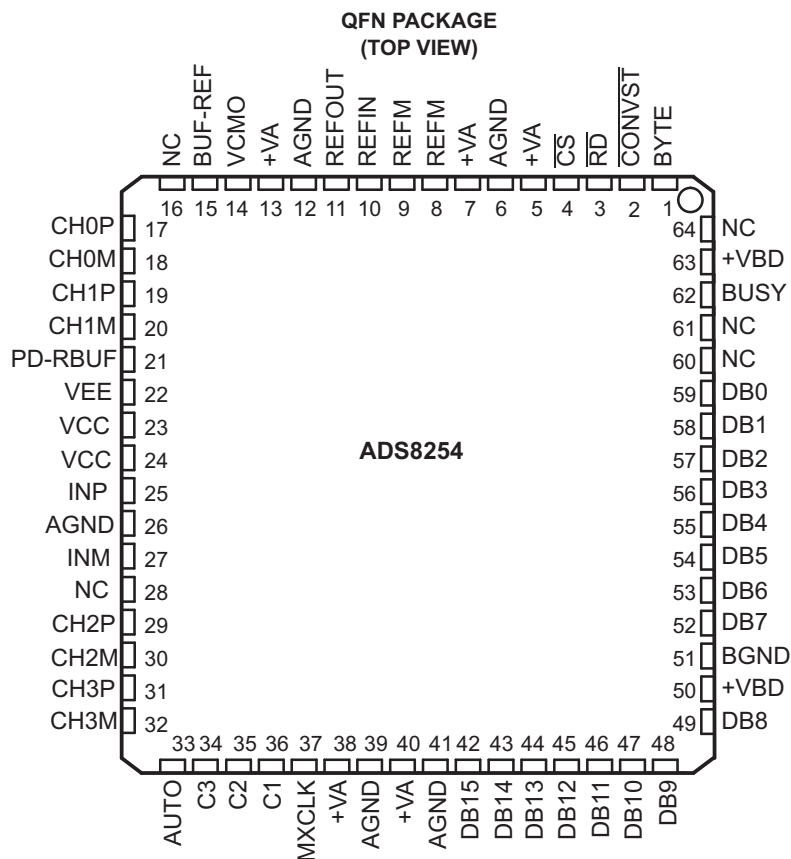 QFN PACKAGE
(TOP VIEW)
NC
BUF-REF
VCMO
+VA
AGND
REFOUT
REFIN
REFM
REFM
+VA
AGND
+VA
CS
RD
CONVST
BYTE
16 15 14 13 12 11 10 9 8 7 6 5 4 3 2 1
CH0P 17
CH0M 18
CH1P 19
CH1M 20
PD-RBUF 21
VEE 22
VCC 23
VCC 24
INP 25
AGND 26
INM 27
NC 28
CH2P 29
CH2M 30
CH3P 31
CH3M 32
ADS8254
64 NC
63 +VBD
62 BUSY
61 NC
60 NC
59 DB0
58 DB1
57 DB2
56 DB3
55 DB4
54 DB5
53 DB6
52 DB7
51 BGND
50 +VBD
49 DB8
33 34 35 36 37 38 39 40 41 42 43 44 45 46 47 48
AUTO
C3
C2
C1
MXCLK
+VA
AGND
+VA
AGND
DB15
DB14
DB13
DB12
DB11
DB10
DB9